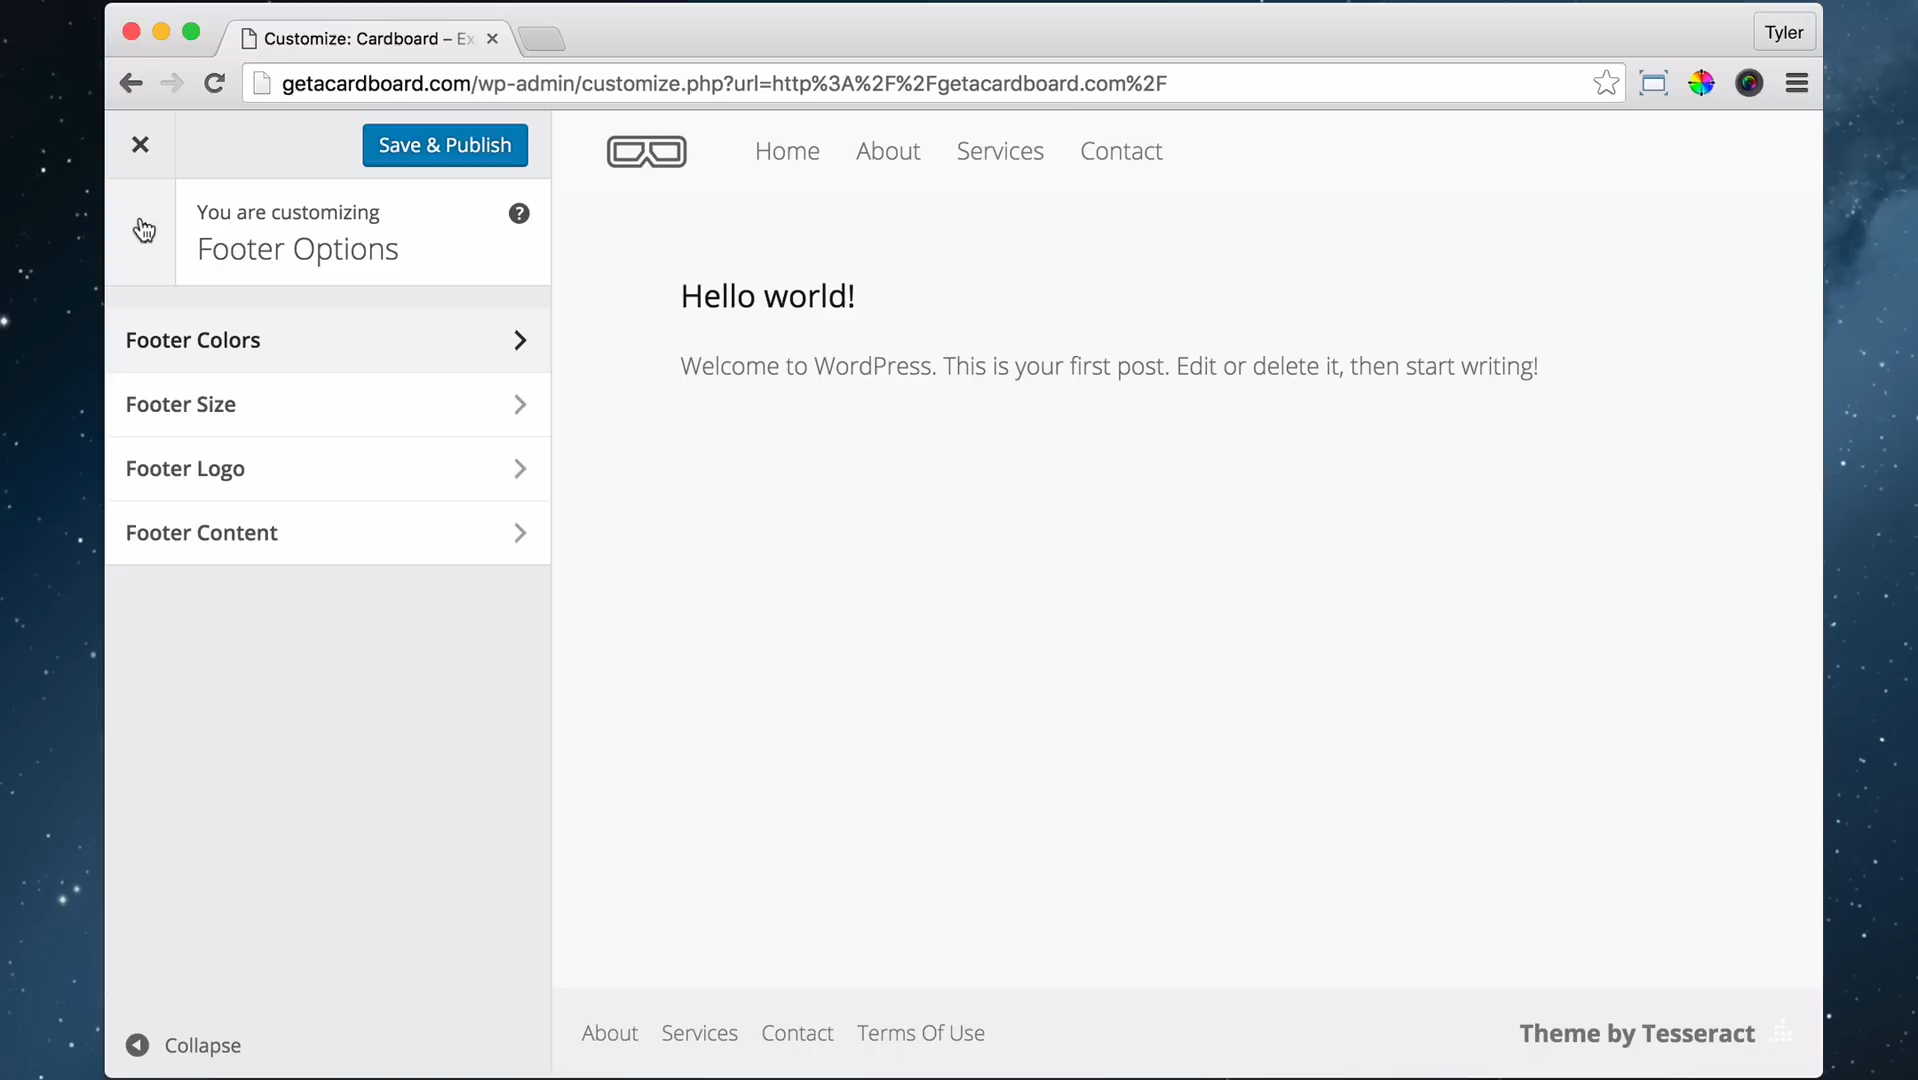 Customize: Cardboard – Ex
Tyler
getacardboard.com/wp-admin/customize.php?url=http%3A%2F%2Fgetacardboard.com%2F
Save & Publish
Home About Services Contact
You are customizing
Footer Options
Hello world!
Footer Colors
Welcome to WordPress. This is your first post. Edit or delete it, then start writing!
Footer Size
Footer Logo
Footer Content
About Services Contact Terms Of Use
Theme by Tesseract
Collapse